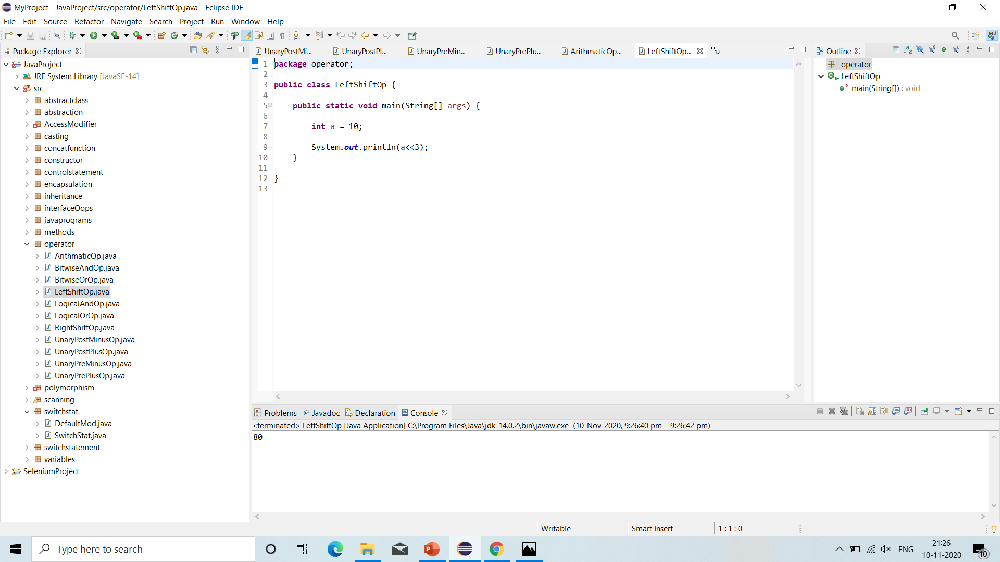 MyProject - JavaProject/src/operator/LeftShiftOp.java - Eclipse IDE
File Edit Source Refactor Navigate Search Project Run Window Help
Package Explorer
JavaProject
JRE System Library [JavaSE-14]
src
abstractclass
abstraction
AccessModifier
casting
concatfunction
constructor
controlstatement
encapsulation
inheritance
interfaceOops
javaprograms
methods
operator
ArithmaticOp.java
BitwiseAndOp.java
BitwiseOrOp.java
LeftShiftOp.java
LogicalAndOp.java
LogicalOrOp.java
RightShiftOp.java
UnaryPostMinusOp.java
UnaryPostPlusOp.java
UnaryPreMinusOp.java
UnaryPrePlusOp.java
polymorphism
scanning
switchstat
DefaultMod.java
SwitchStat.java
switchstatement
variables
SeleniumProject
UnaryPostMi... UnaryPostPl... UnaryPreMin... UnaryPrePlu... ArithmaticOp... LeftShiftOp... »13
1 package operator;
2
3 public class LeftShiftOp {
4
5 public static void main(String[] args) {
6
7 int a = 10;
8
9 System.out.println(a<<3);
10 }
11
12 }
13
Outline
operator
LeftShiftOp
main(String[]) : void
Problems @ Javadoc Declaration Console
<terminated> LeftShiftOp [Java Application] C:\Program Files\Java\jdk-14.0.2\bin\javaw.exe (10-Nov-2020, 9:26:40 pm – 9:26:42 pm)
80
Writable Smart Insert 1 : 1 : 0
Type here to search
ENG
21:26
10-11-2020
10